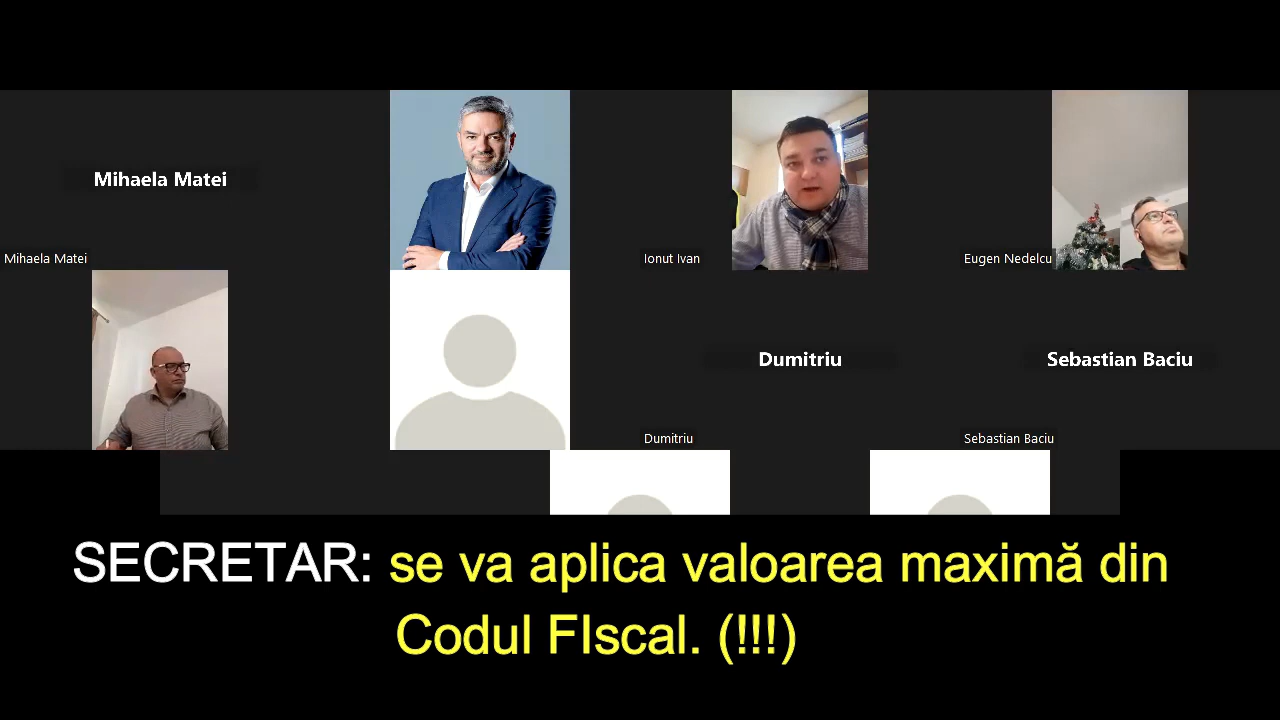 Mihaela Matei
Mihaela Matei
Ionut Ivan
Eugen Nedelcu
Dumitriu
Sebastian Baciu
Dumitriu
Sebastian Baciu
SECRETAR: se va aplica valoarea maximă din
Codul FIscal. (!!!)